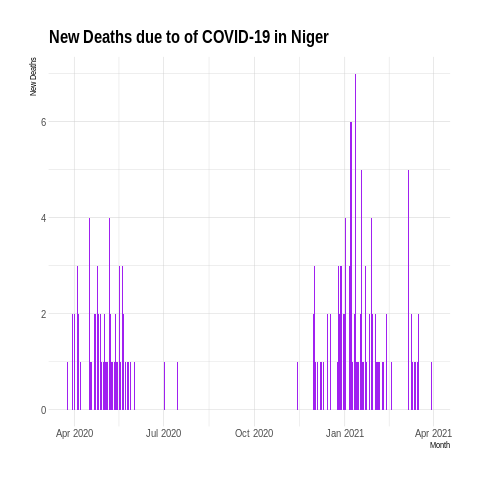 New Deaths due to of COVID-19 in Niger
New Deaths
6
4
2
0
Apr 2020 Jul 2020 Oct 2020 Jan 2021 Apr 2021
Month